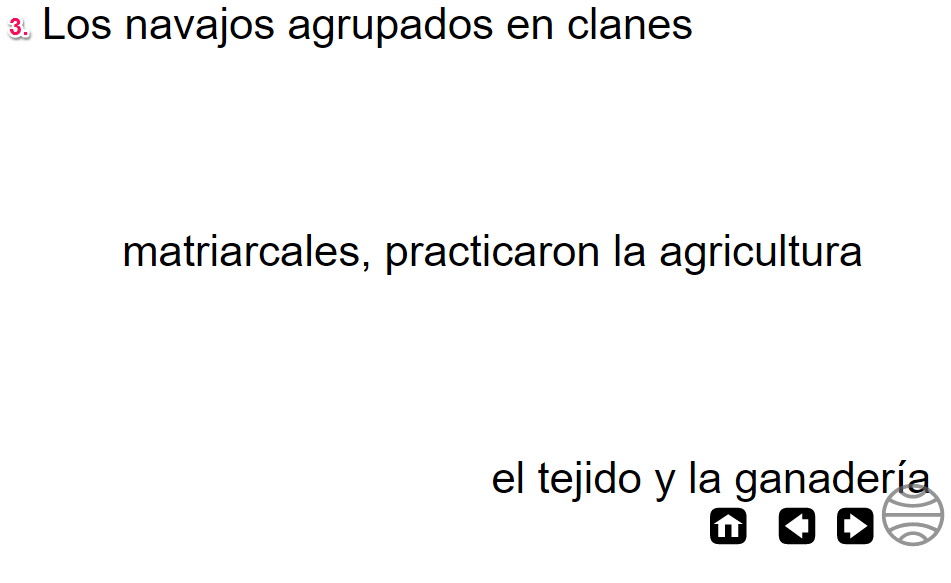 3. Los navajos agrupados en clanes
matriarcales, practicaron la agricultura
el tejido y la ganadería